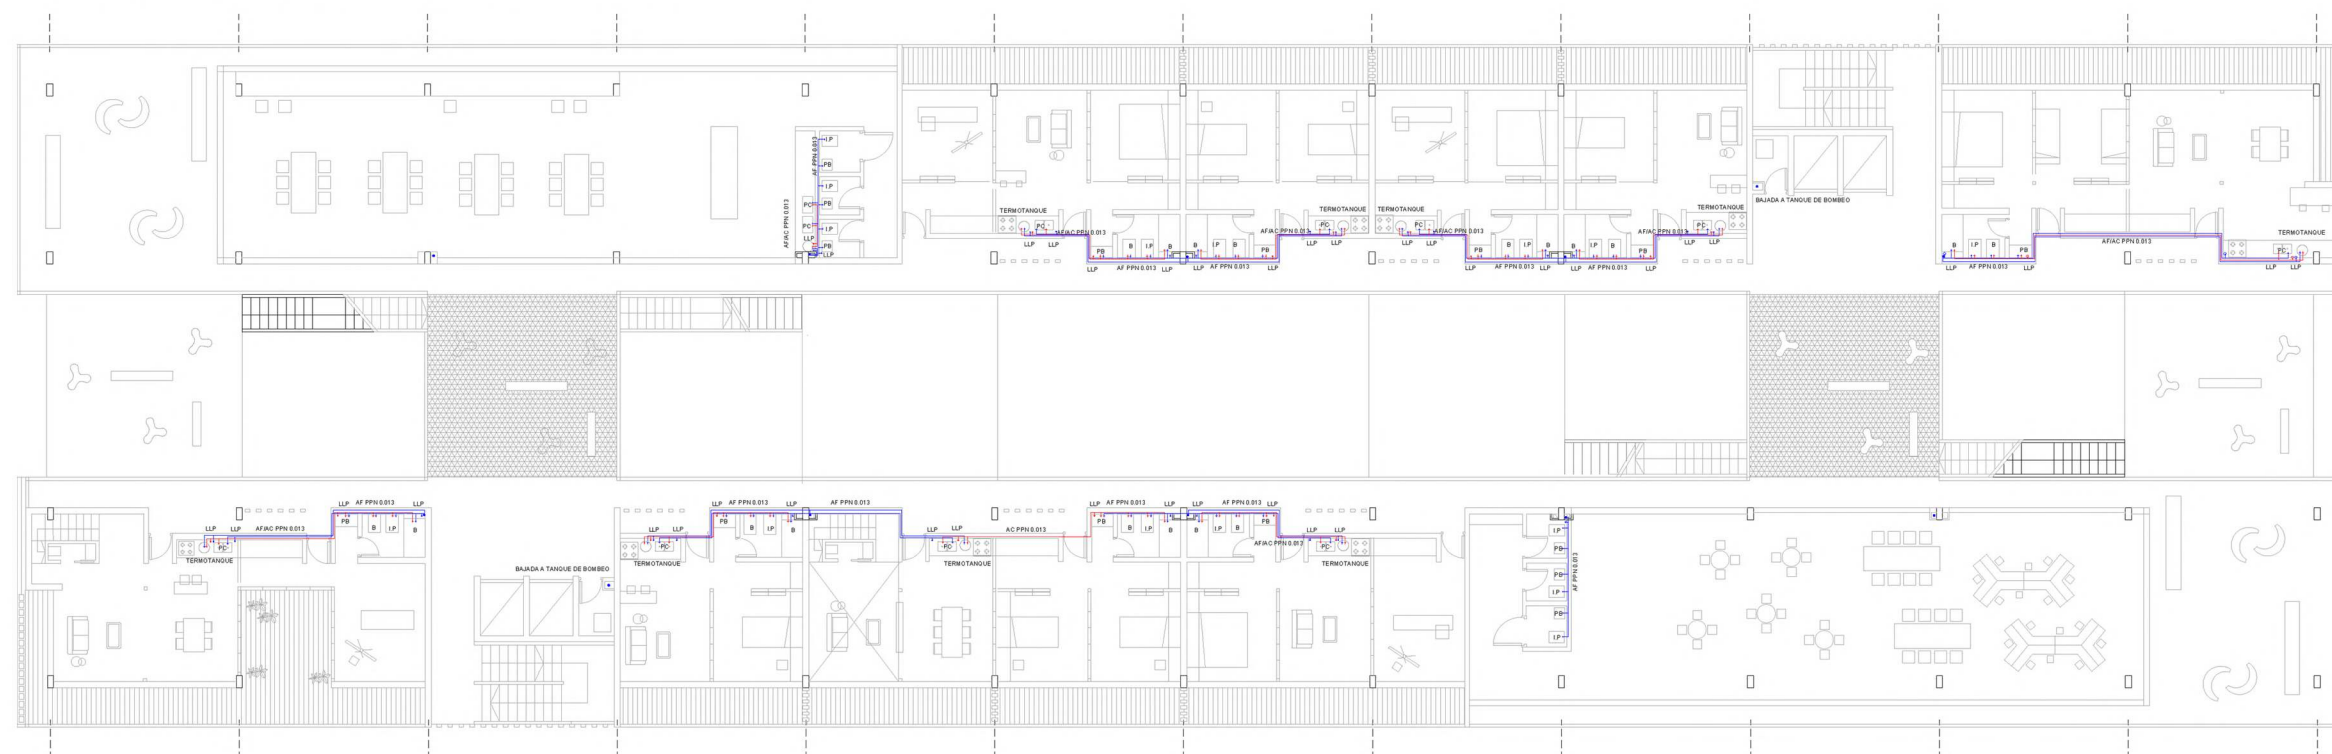 I.P
AF PPN 0.013
PB
I.P
PC
PB
AF/AC PPN 0.013
PC
I.P
LLP
PB
LLP
TERMOTANQUE
PC
AF/AC PPN 0.013
LLP
LLP
PB
B
I.P
B
LLP
AF PPN 0.013
LLP
B
I.P
B
PB
LLP
AF PPN 0.013
LLP
TERMOTANQUE
AF/AC PPN 0.013
PC
LLP
LLP
TERMOTANQUE
PC
AF/AC PPN 0.013
LLP
LLP
PB
B
I.P
B
LLP
AF PPN 0.013
LLP
B
I.P
B
PB
LLP
AF PPN 0.013
LLP
TERMOTANQUE
AF/AC PPN 0.013
PC
LLP
LLP
BAJADA A TANQUE DE BOMBEO
B
I.P
B
PB
LLP
AF PPN 0.013
LLP
AF/AC PPN 0.013
TERMOTANQUE
PC
LLP
LLP
LLP
AF PPN 0.013
LLP
PB
B
I.P
B
LLP
LLP
AF/AC PPN 0.013
PC
TERMOTANQUE
BAJADA A TANQUE DE BOMBEO
LLP
AF PPN 0.013
LLP
AF PPN 0.013
PB
B
I.P
B
LLP
LLP
PC
TERMOTANQUE
LLP
LLP
PC
TERMOTANQUE
AC PPN 0.013
LLP
AF PPN 0.013
LLP
PB
B
I.P
B
LLP
AF PPN 0.013
LLP
B
I.P
B
PB
LLP
LLP
AF/AC PPN 0.013
PC
TERMOTANQUE
I.P
PB
AF PPN 0.013
PB
I.P
PB
I.P